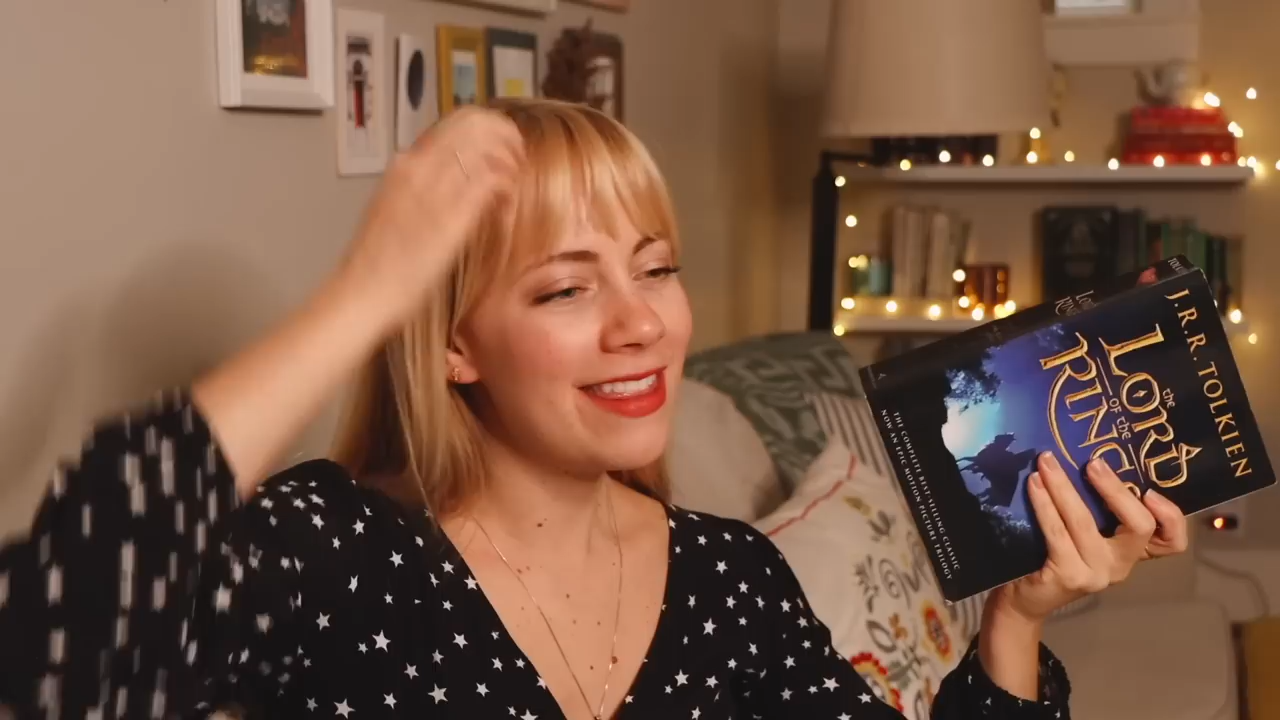 J.R.R. TOLKIEN
the
LORD
OF the
RINGS
THE COMPLETE BEST-SELLING CLASSIC
NOW AN EPIC MOTION PICTURE TRILOGY